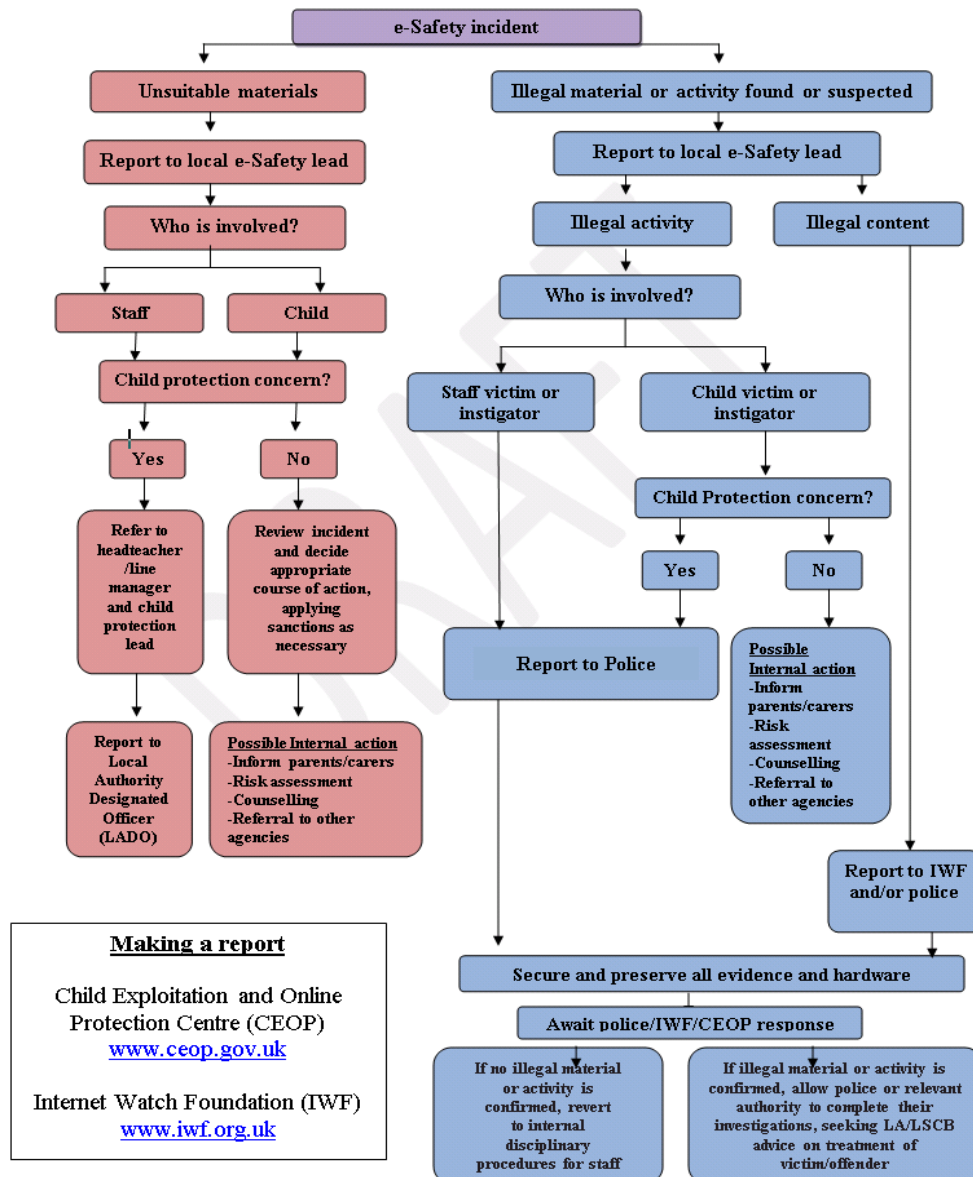 e-Safety incident
Unsuitable materials
Illegal material or activity found or suspected
Report to local e-Safety lead
Report to local e-Safety lead
Who is involved?
Illegal activity
Illegal content
Who is involved?
Staff
Child
Child protection concern?
Staff victim or
instigator
Child victim or
instigator
Yes
No
Child Protection concern?
Refer to
headteacher
/line
manager
and child
protection
lead
Review incident
and decide
appropriate
course of action,
applying
sanctions as
necessary
Yes
No
Report to Police
Possible
Internal action
-Inform
parents/carers
-Risk
assessment
-Counselling
-Referral to
other agencies
Report to
Local
Authority
Designated
Officer
(LADO)
Possible Internal action
-Inform parents/carers
-Risk assessment
-Counselling
-Referral to other
agencies
Report to IWF
and/or police
Making a report
Child Exploitation and Online
Protection Centre (CEOP)
www.ceop.gov.uk
Internet Watch Foundation (IWF)
www.iwf.org.uk
Secure and preserve all evidence and hardware
Await police/IWF/CEOP response
If no illegal material
or activity is
confirmed, revert
to internal
disciplinary
procedures for staff
If illegal material or activity is
confirmed, allow police or relevant
authority to complete their
investigations, seeking LA/LSCB
advice on treatment of
victim/offender
DRAFT